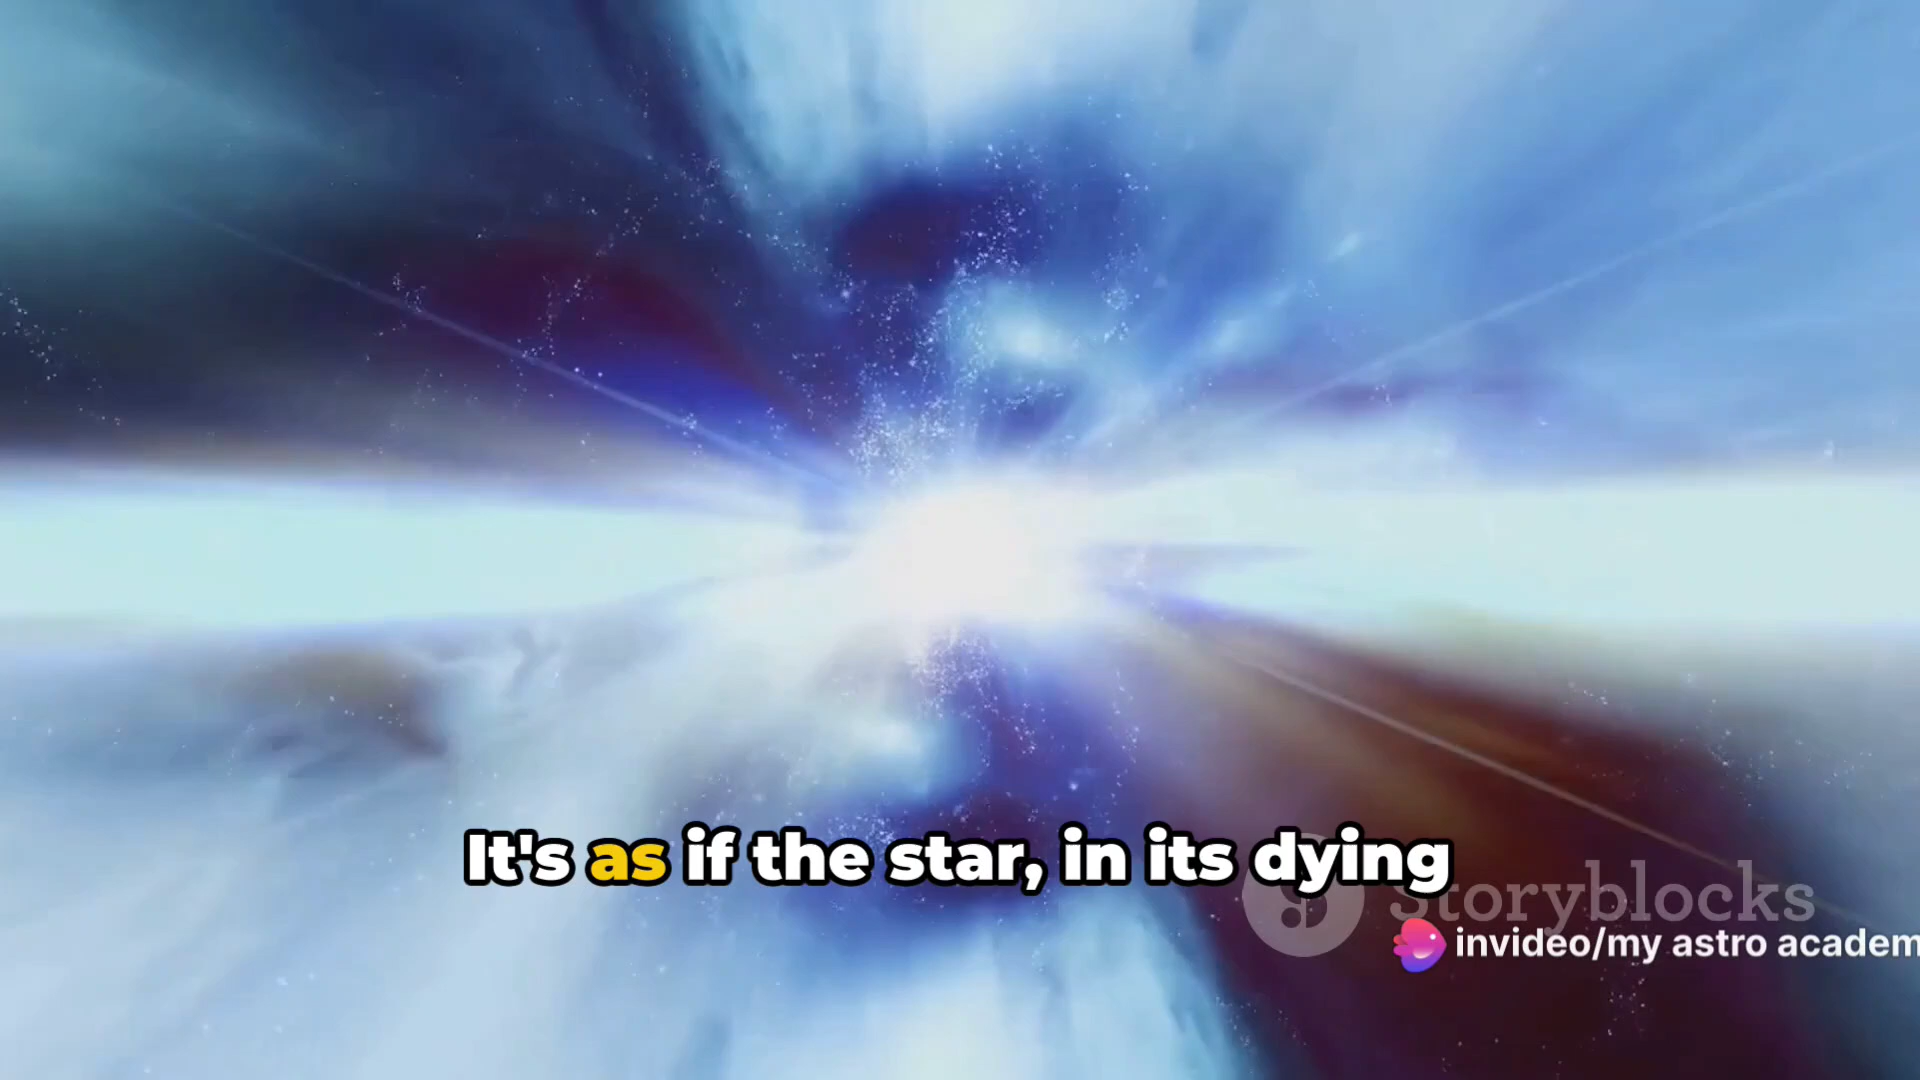 It's as if the star, in its dying
Storyblocks
invideo/my astro academ